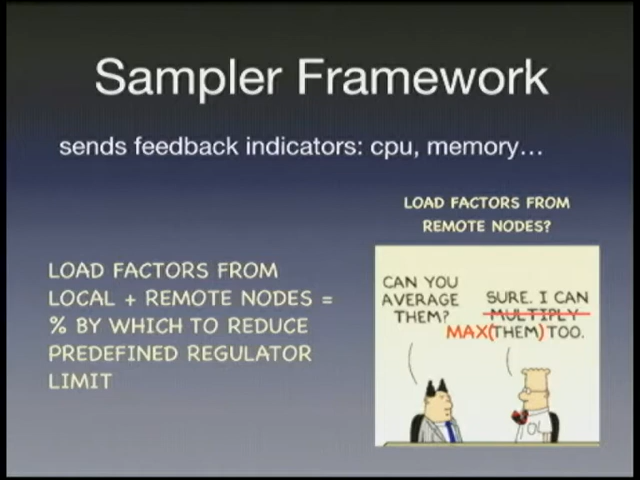 Sampler Framework
sends feedback indicators: cpu, memory...
LOAD FACTORS FROM
REMOTE NODES?
LOAD FACTORS FROM
LOCAL + REMOTE NODES =
% BY WHICH TO REDUCE
PREDEFINED REGULATOR
LIMIT
CAN YOU
AVERAGE
THEM?
SURE. I CAN
MULTIPLY
MAX(THEM) TOO.